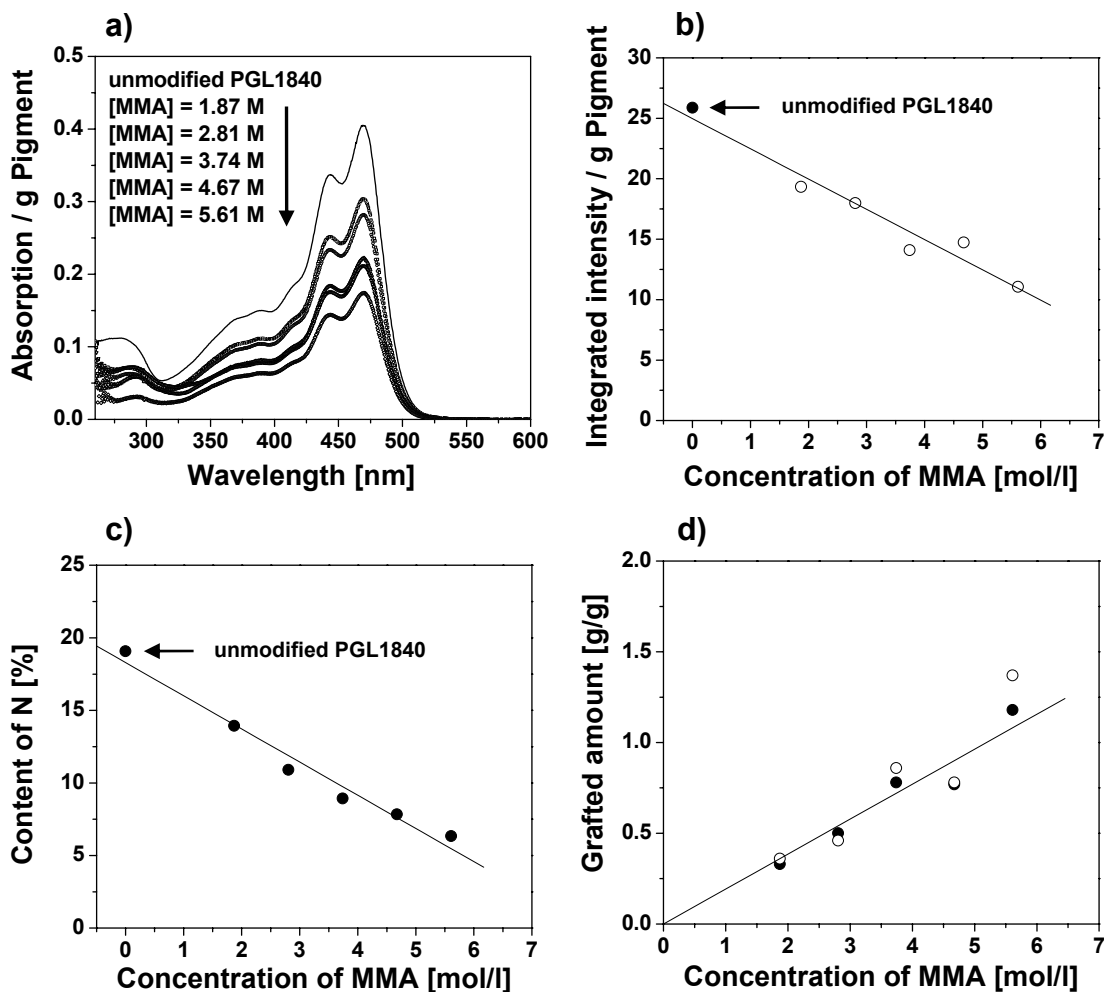 a)
Absorption / g Pigment
0.5
0.4
0.3
0.2
0.1
0.0
unmodified PGL1840
[MMA] = 1.87 M
[MMA] = 2.81 M
[MMA] = 3.74 M
[MMA] = 4.67 M
[MMA] = 5.61 M
300 350 400 450 500 550 600
Wavelength [nm]
b)
Integrated intensity / g Pigment
30
25
20
15
10
5
0
unmodified PGL1840
0 1 2 3 4 5 6 7
Concentration of MMA [mol/l]
c)
Content of N [%]
25
20
15
10
5
0
unmodified PGL1840
0 1 2 3 4 5 6 7
Concentration of MMA [mol/l]
d)
Grafted amount [g/g]
2.0
1.5
1.0
0.5
0.0
0 1 2 3 4 5 6 7
Concentration of MMA [mol/l]